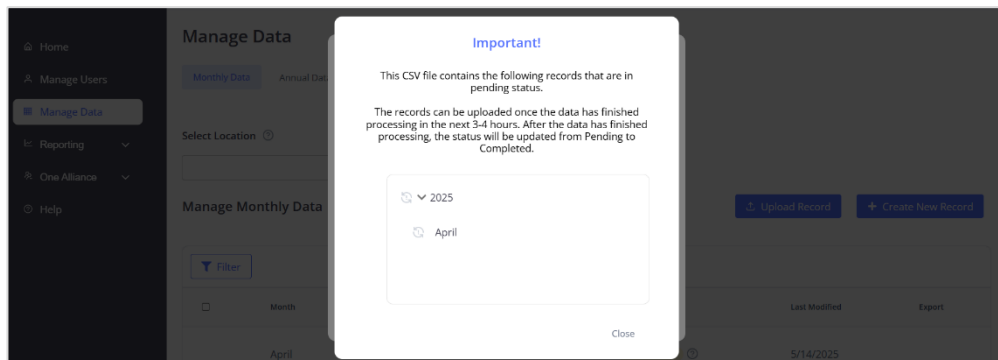 Home
Manage Users
Manage Data
Reporting
One Alliance
Help
Manage Data
Monthly Data Annual Data
Select Location
Manage Monthly Data
Upload Record + Create New Record
Filter
Month Last Modified Export
April 5/14/2025
Important!
This CSV file contains the following records that are in
pending status.
The records can be uploaded once the data has finished
processing in the next 3-4 hours. After the data has finished
processing, the status will be updated from Pending to
Completed.
2025
April
Close